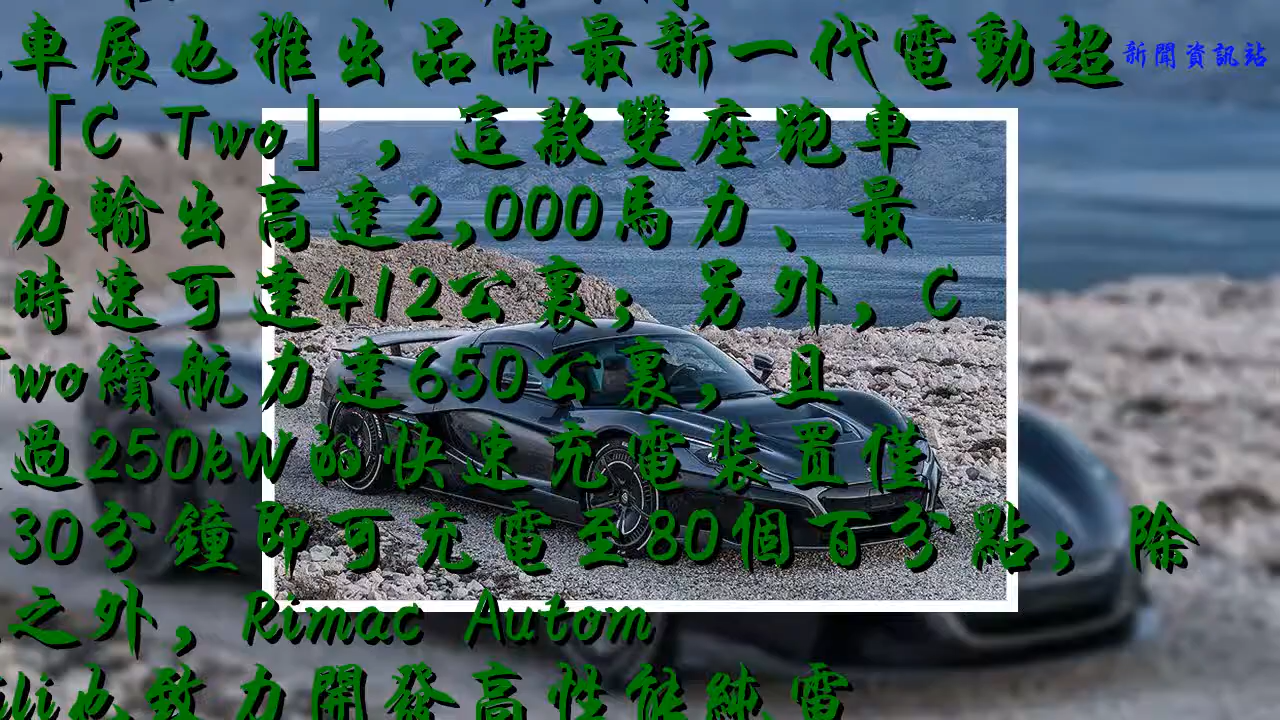 車展也推出品牌最新一代電動超
新聞資訊站
「C Two」，這款雙座跑車
力輸出高達2,000馬力、最
時速可達412公裏；另外，C
Two續航力達650公裏，且
過250kW的快速充電裝置僅
30分鐘即可充電至80個百分點；除
之外，Rimac Autom
ili也致力開發高性能純電